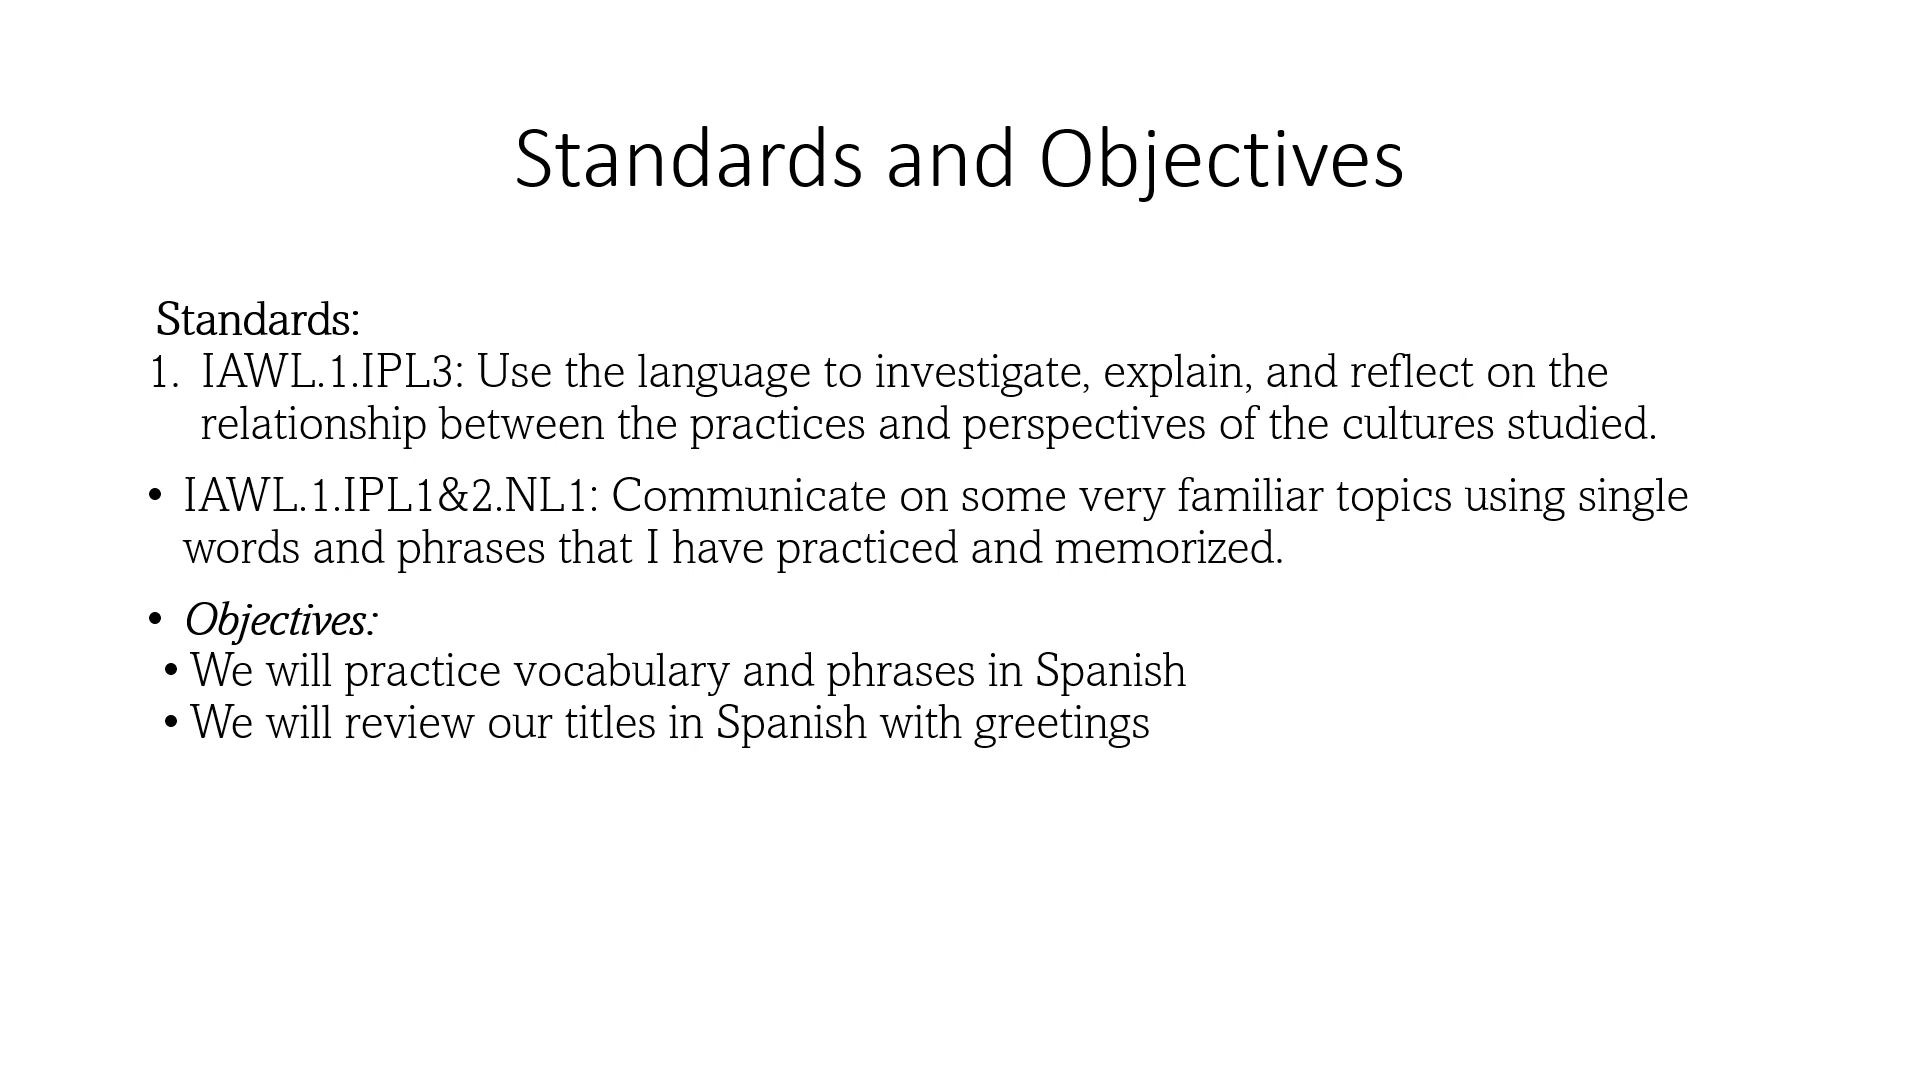 Standards and Objectives
Standards:
1. IAWL.1.IPL3: Use the language to investigate, explain, and reflect on the
relationship between the practices and perspectives of the cultures studied.
• IAWL.1.IPL1&2.NL1: Communicate on some very familiar topics using single
words and phrases that I have practiced and memorized.
• Objectives:
• We will practice vocabulary and phrases in Spanish
• We will review our titles in Spanish with greetings